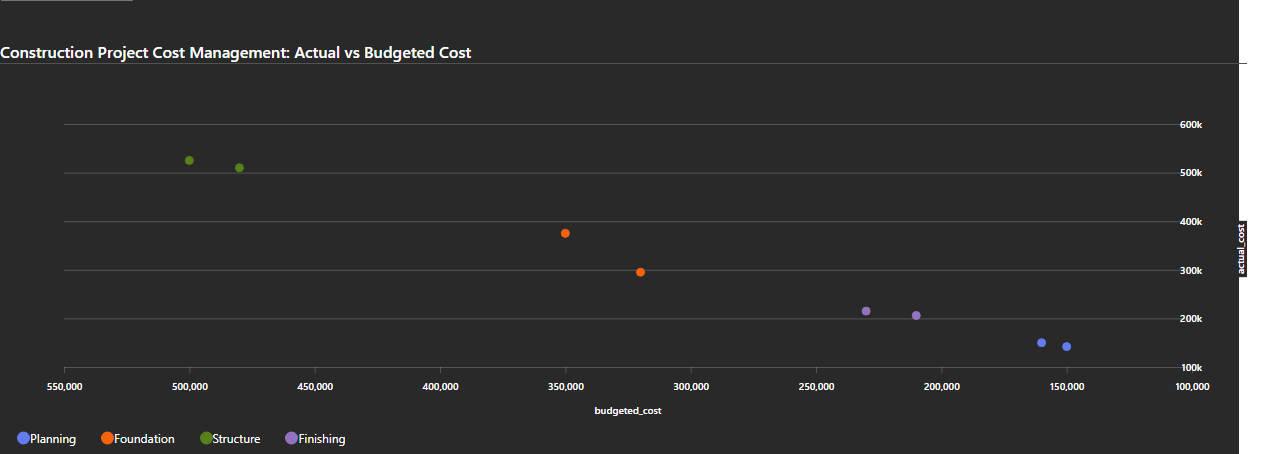 Construction Project Cost Management: Actual vs Budgeted Cost
600k
500k
400k
300k
200k
100k
actual_cost
550,000 500,000 450,000 400,000 350,000 300,000 250,000 200,000 150,000 100,000
budgeted_cost
Planning Foundation Structure Finishing